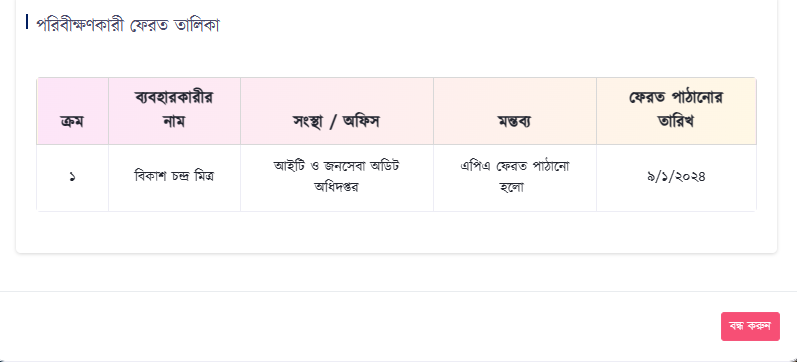 পরিবীক্ষণকারী ফেরত তালিকা
ক্রম ব্যবহারকারীর নাম সংস্থা / অফিস মন্তব্য ফেরত পাঠানোর তারিখ
১ বিকাশ চন্দ্র মিত্র আইটি ও জনসেবা অডিট অধিদপ্তর এপিএ ফেরত পাঠানো হলো ৯/১/২০২৪
বন্ধ করুন